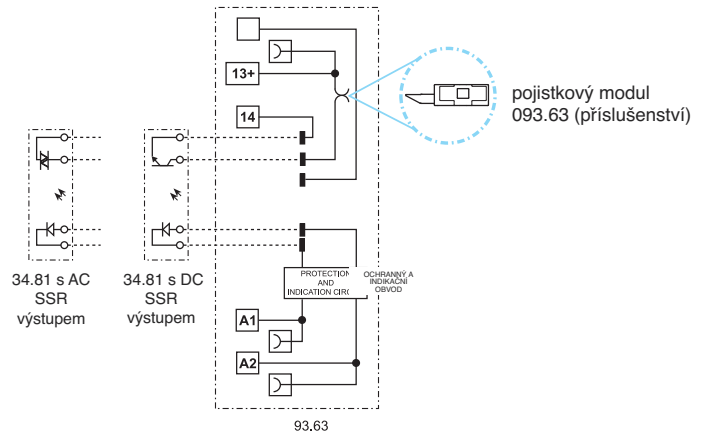 13+
14
pojistkový modul
093.63 (příslušenství)
34.81 s AC
SSR
výstupem
34.81 s DC
SSR
výstupem
PROTECTION
AND
INDICATION CIRC
OCHRANNÝ A
INDIKAČNÍ
OBVOD
A1
A2
93.63